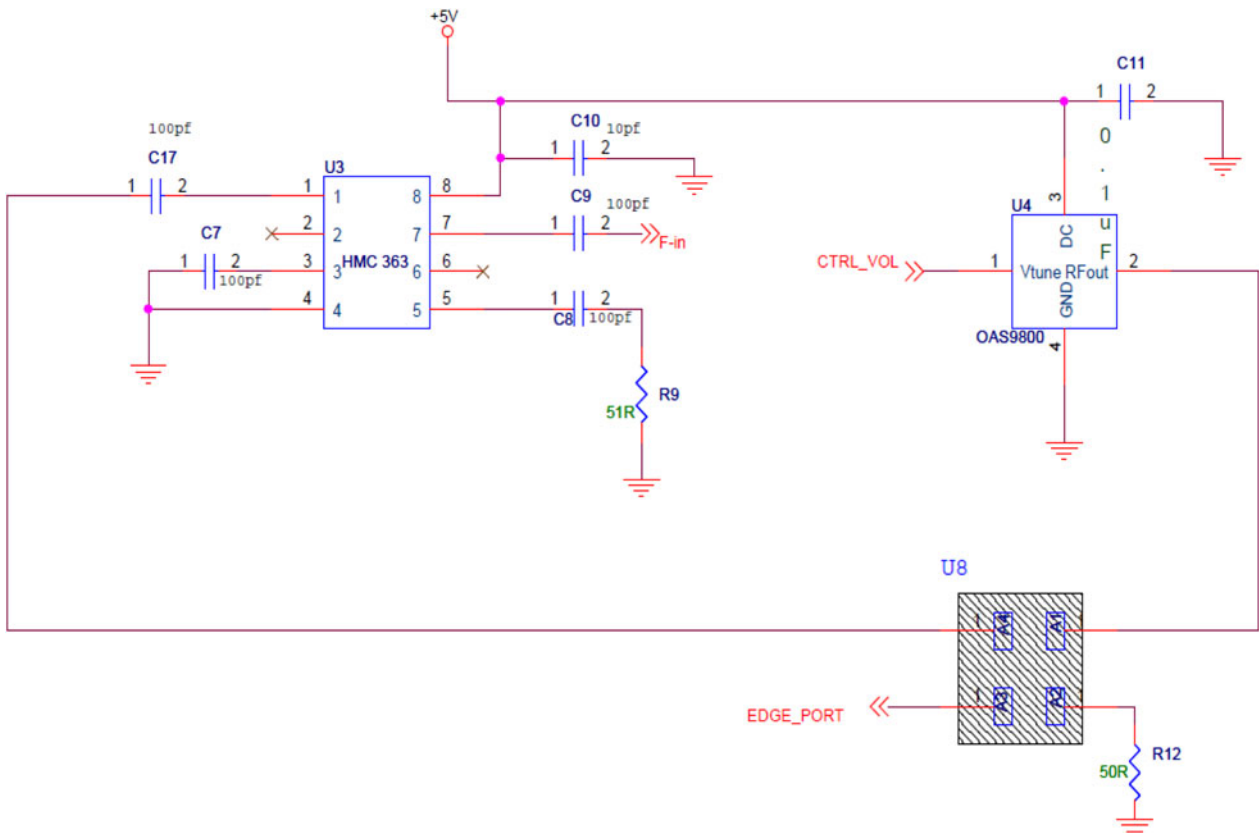 +5V
C11
1 2
0.1uF
100pf
C17
1 2
C10
10pf
1 2
U3
1 1
2 2
3 3
4 4
8 8
7 7
6 6
5 5
HMC 363
C9
100pf
1 2
F-in
C7
1 2
100pf
C8
1 2
100pf
R9
51R
U4
3
DC
CTRL_VOL
1
Vtune RFout
2
GND
4
OAS9800
U8
1
A4
A1
EDGE_PORT
1
A3
A2
R12
50R